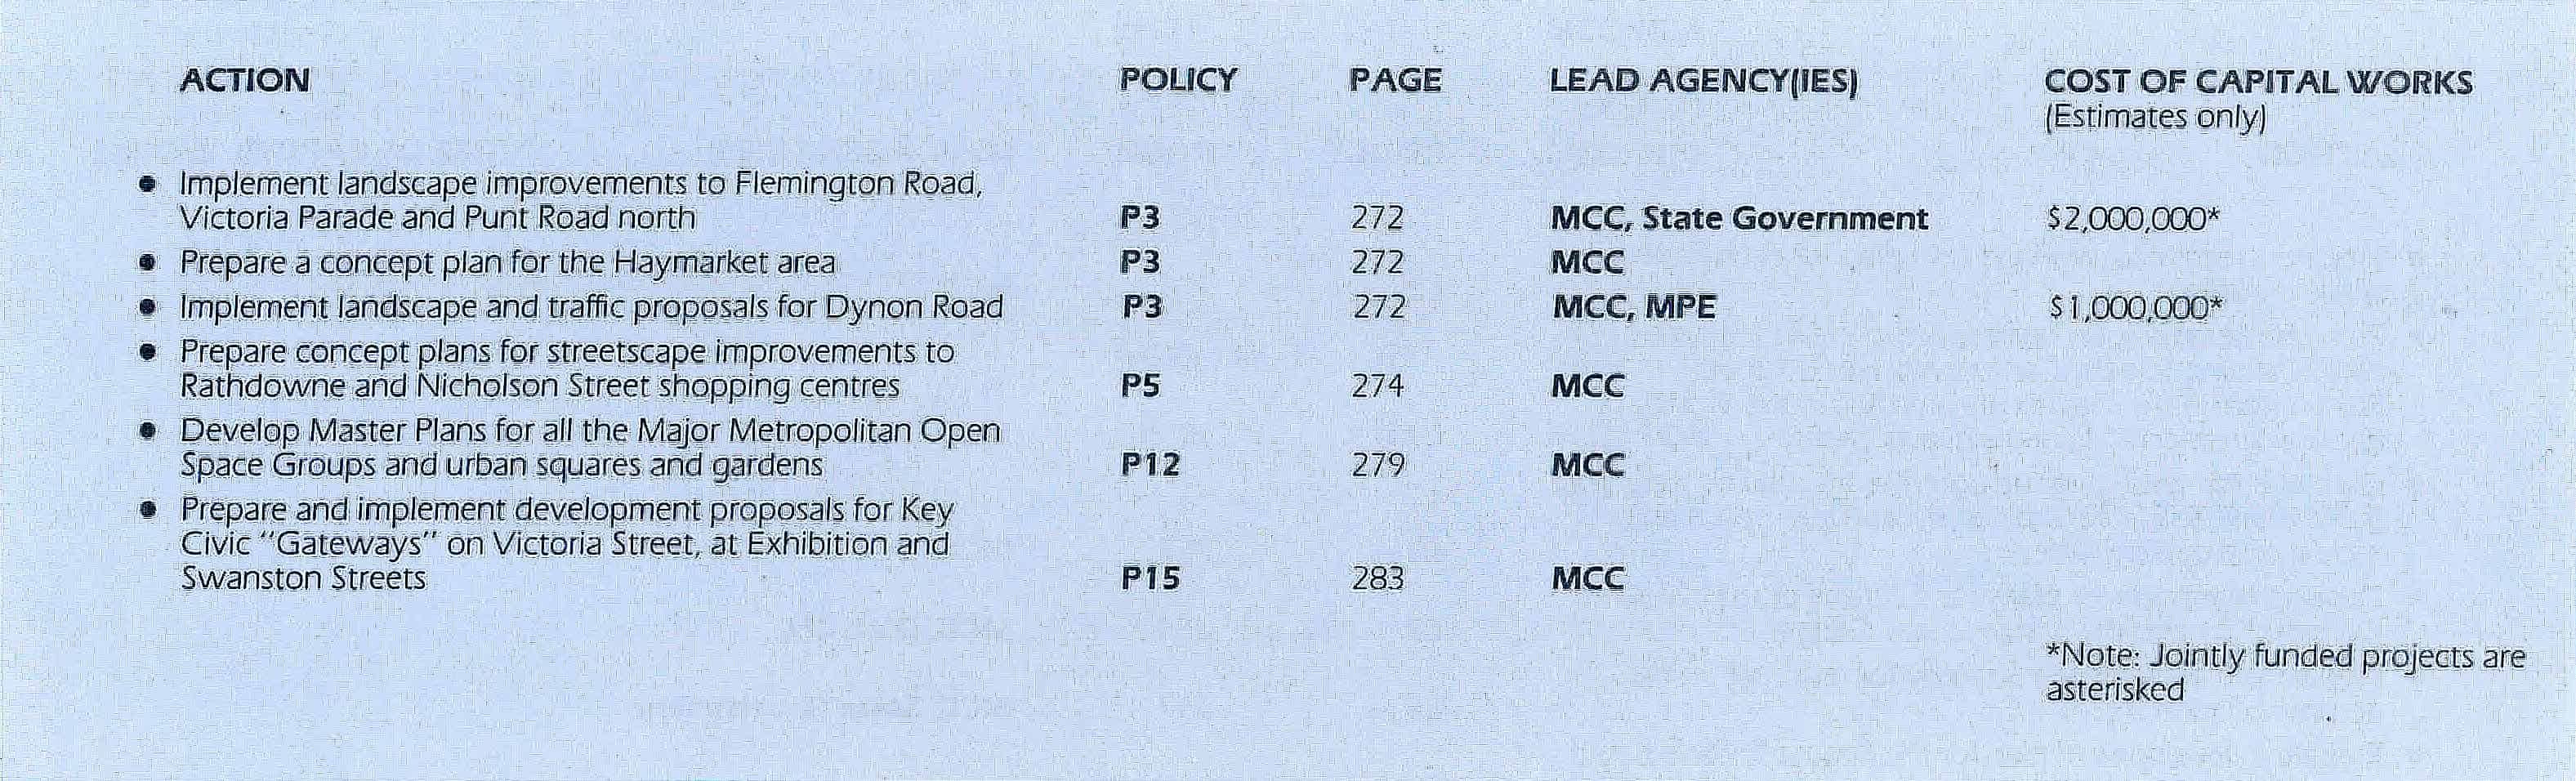 ACTION POLICY PAGE LEAD AGENCY(IES) COST OF CAPITAL WORKS
(Estimates only)
• Implement landscape improvements to Flemington Road,
Victoria Parade and Punt Road north P3 272 MCC, State Government $2,000,000*
• Prepare a concept plan for the Haymarket area P3 272 MCC
• Implement landscape and traffic proposals for Dynon Road P3 272 MCC, MPE $1,000,000*
• Prepare concept plans for streetscape improvements to
Rathdowne and Nicholson Street shopping centres P5 274 MCC
• Develop Master Plans for all the Major Metropolitan Open
Space Groups and urban squares and gardens P12 279 MCC
• Prepare and implement development proposals for Key
Civic "Gateways" on Victoria Street, at Exhibition and
Swanston Streets P15 283 MCC
*Note: Jointly funded projects are
asterisked